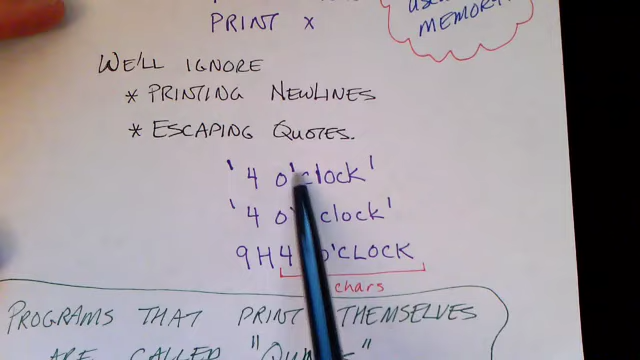 PRINT x
MEMORY
WE'LL IGNORE
* PRINTING NEWLINES
* ESCAPING QUOTES.
'4 o'clock'
'4 o' clock'
9H4 o'CLOCK
chars
PROGRAMS THAT PRINT THEMSELVES
ARE CALLED